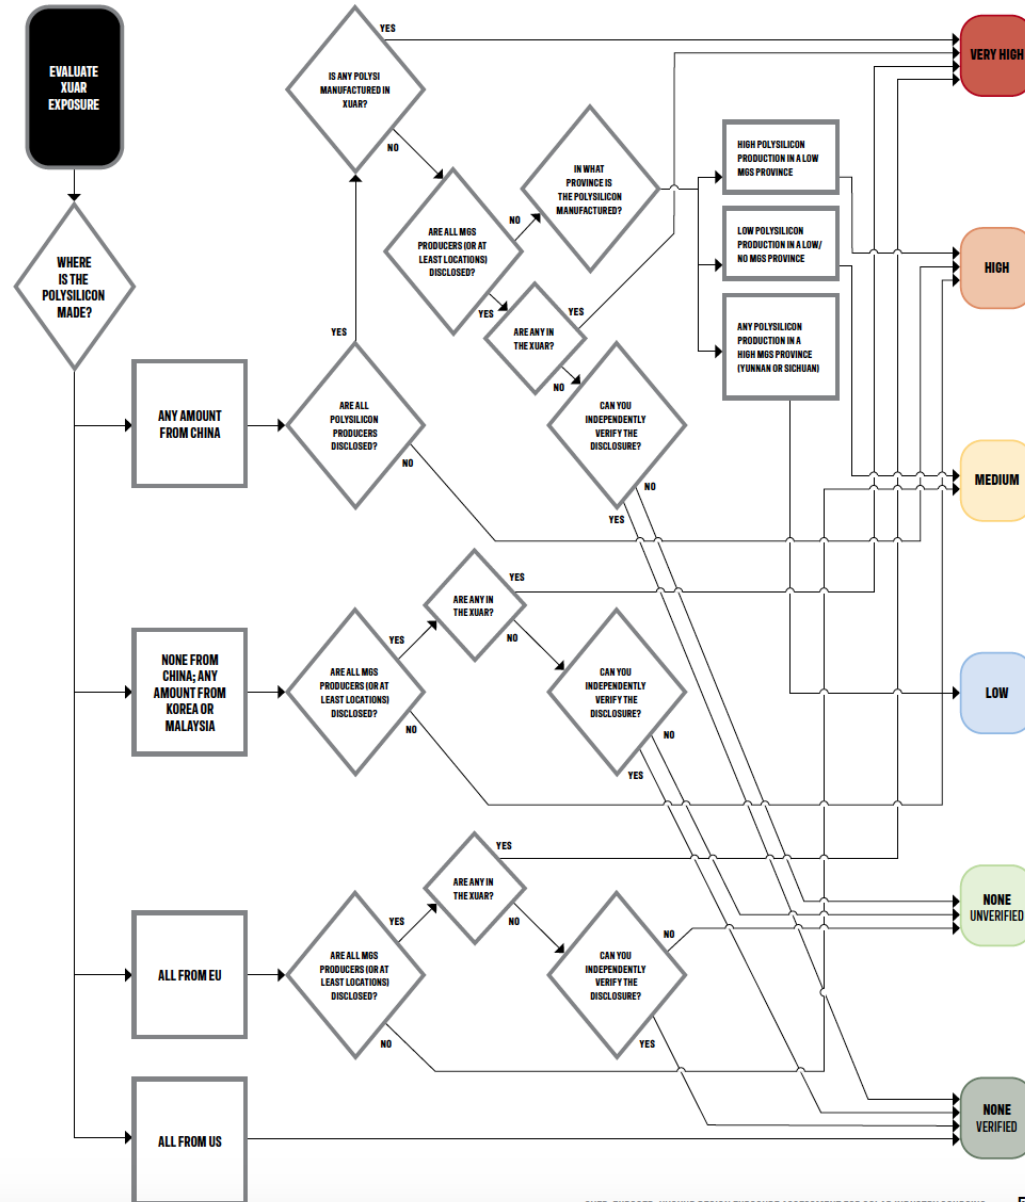 EVALUATE
XUAR
EXPOSURE
WHERE
IS THE
POLYSILICON
MADE?
IS ANY POLYSI
MANUFACTURED IN
XUAR?
YES
NO
ARE ALL MGS
PRODUCERS (OR AT
LEAST LOCATIONS)
DISCLOSED?
NO
YES
IN WHAT
PROVINCE IS
THE POLYSILICON
MANUFACTURED?
HIGH POLYSILICON
PRODUCTION IN A LOW
MGS PROVINCE
LOW POLYSILICON
PRODUCTION IN A LOW/
NO MGS PROVINCE
ANY POLYSILICON
PRODUCTION IN A
HIGH MGS PROVINCE
(YUNNAN OR SICHUAN)
ARE ANY IN
THE XUAR?
YES
NO
CAN YOU
INDEPENDENTLY
VERIFY THE
DISCLOSURE?
NO
YES
ANY AMOUNT
FROM CHINA
YES
ARE ALL
POLYSILICON
PRODUCERS
DISCLOSED?
NO
NONE FROM
CHINA; ANY
AMOUNT FROM
KOREA OR
MALAYSIA
ARE ALL MGS
PRODUCERS (OR AT
LEAST LOCATIONS)
DISCLOSED?
YES
NO
ARE ANY IN
THE XUAR?
YES
NO
CAN YOU
INDEPENDENTLY
VERIFY THE
DISCLOSURE?
NO
YES
ALL FROM EU
ARE ALL MGS
PRODUCERS (OR AT
LEAST LOCATIONS)
DISCLOSED?
YES
NO
ARE ANY IN
THE XUAR?
YES
NO
CAN YOU
INDEPENDENTLY
VERIFY THE
DISCLOSURE?
NO
YES
ALL FROM US
VERY HIGH
HIGH
MEDIUM
LOW
NONE
UNVERIFIED
NONE
VERIFIED